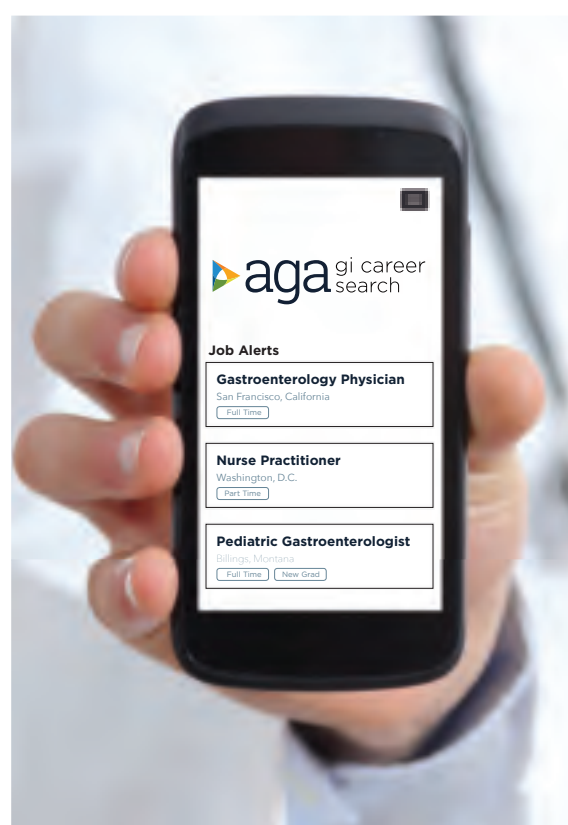 aga gi career
search
Job Alerts
Gastroenterology Physician
San Francisco, California
Full Time
Nurse Practitioner
Washington, D.C.
Part Time
Pediatric Gastroenterologist
Billings, Montana
Full Time New Grad